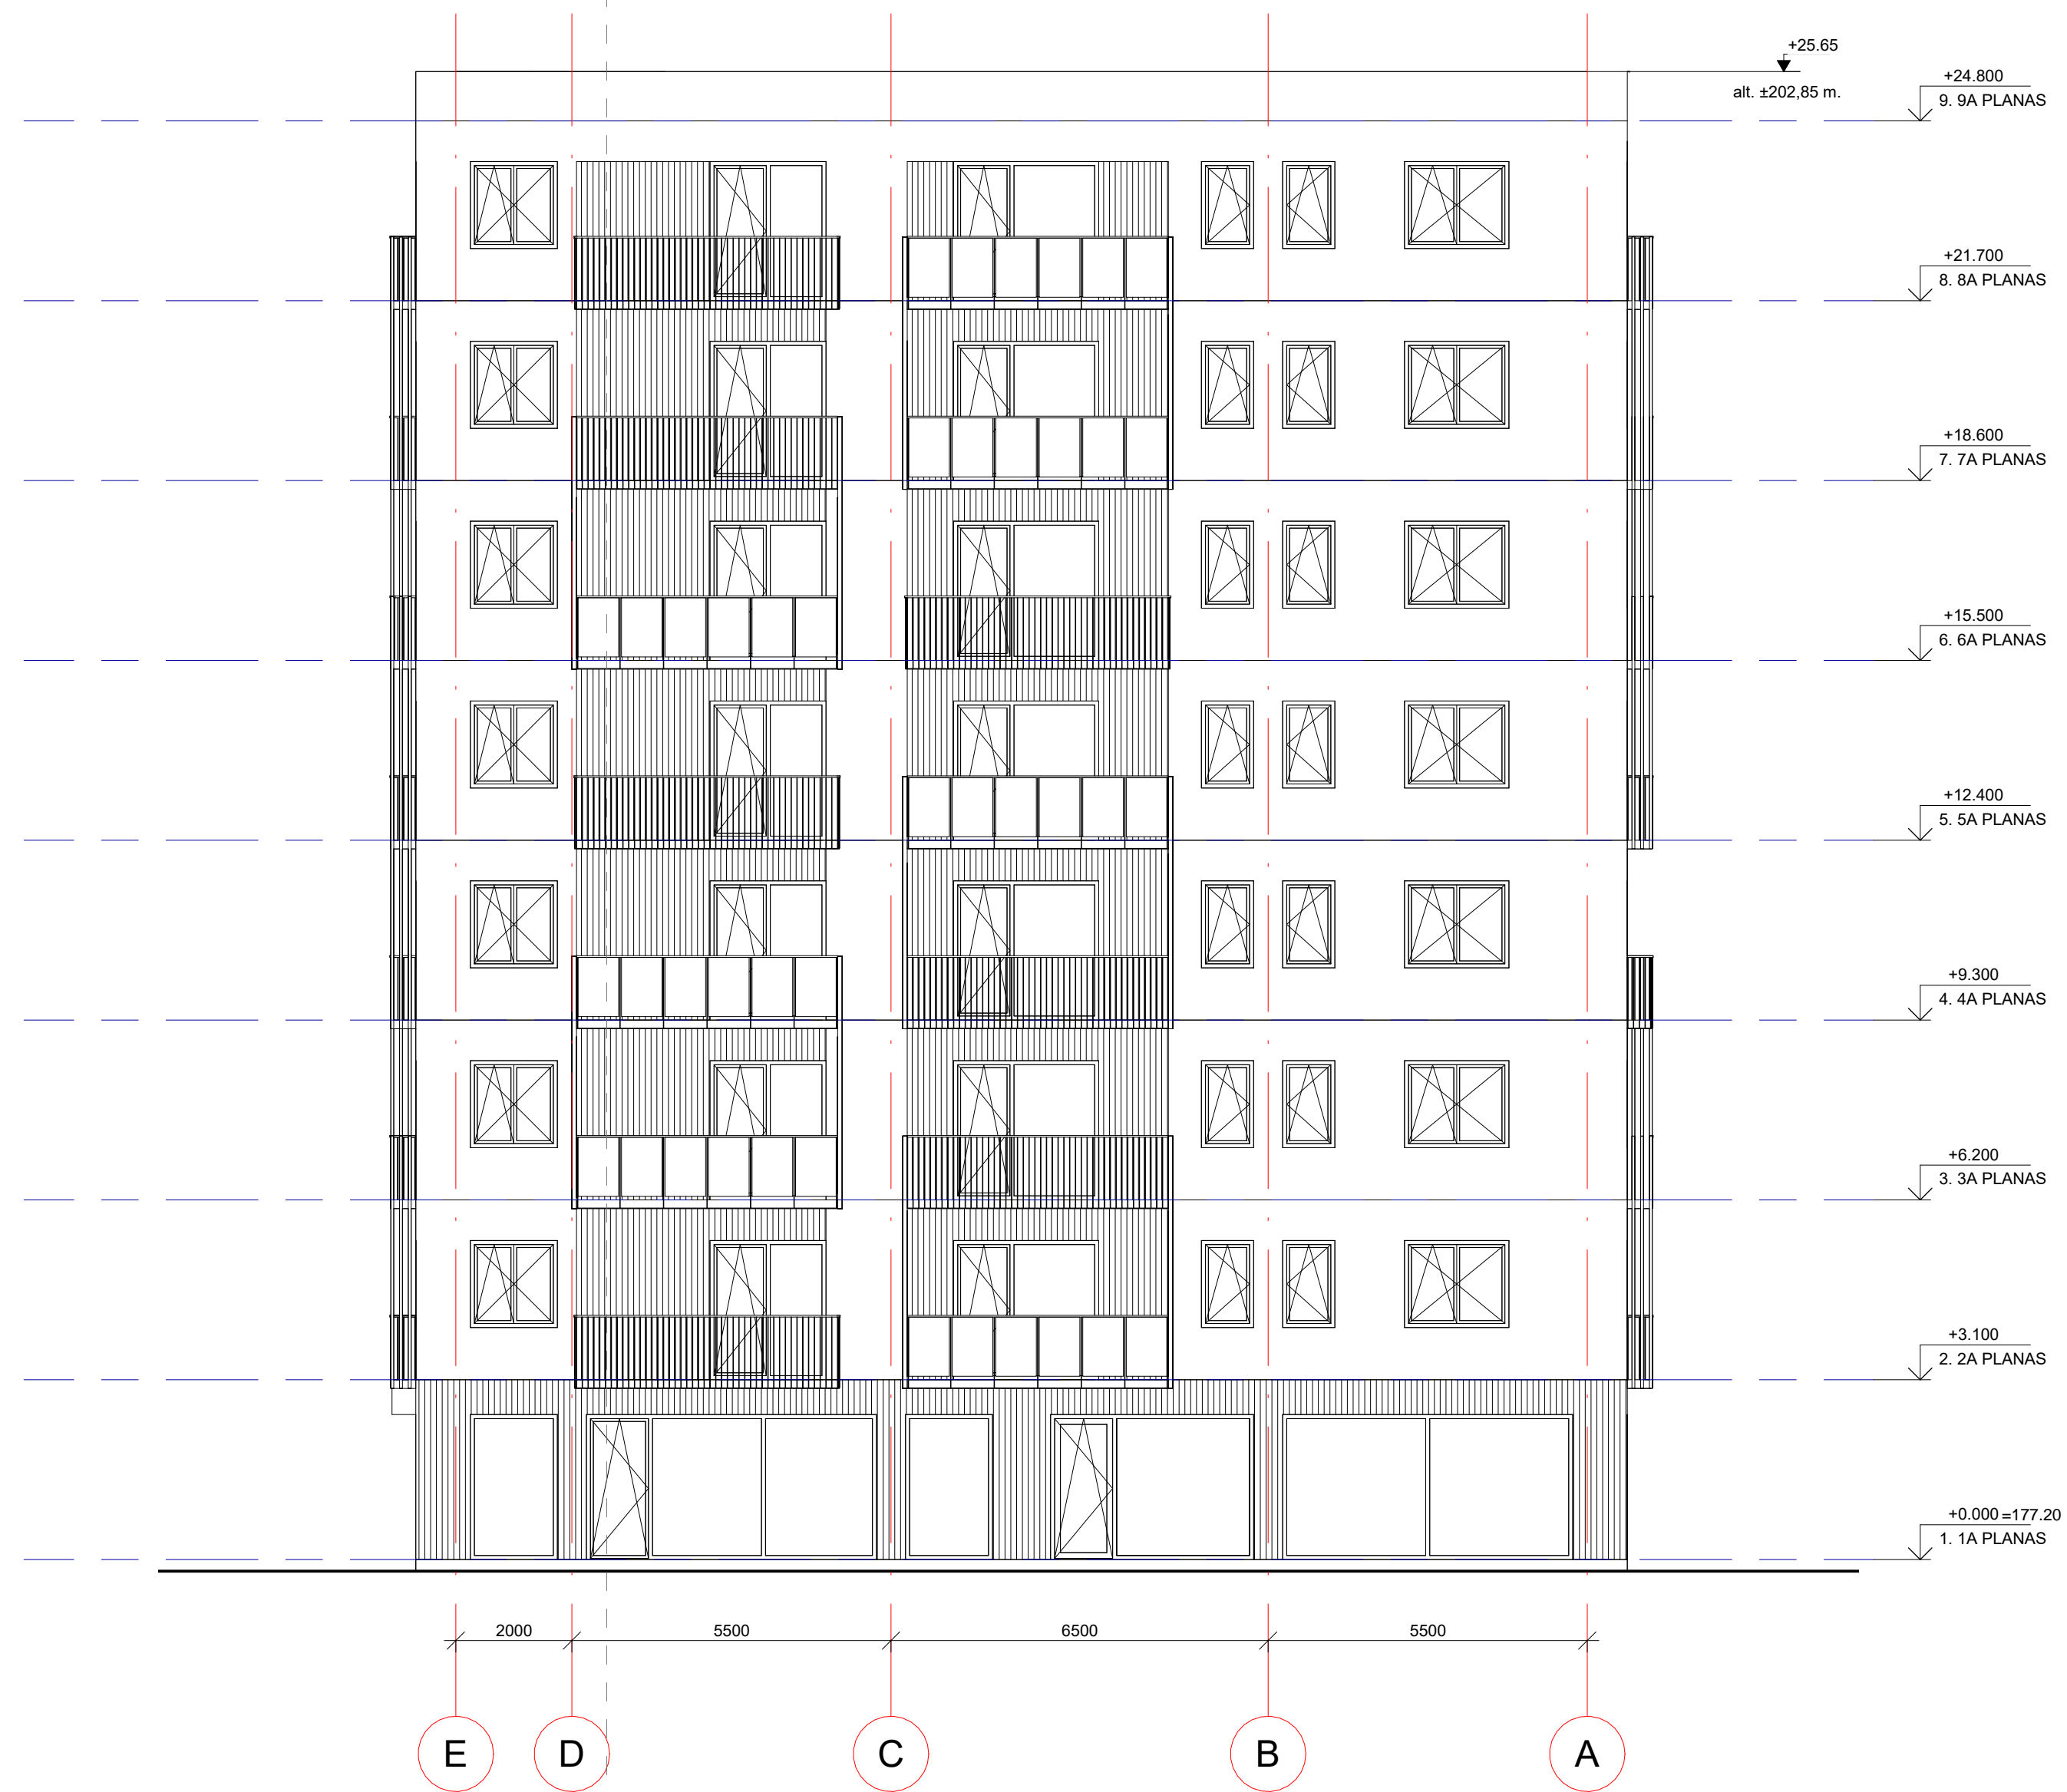 +25.65
alt. ±202,85 m.
+24.800
9. 9A PLANAS
+21.700
8. 8A PLANAS
+18.600
7. 7A PLANAS
+15.500
6. 6A PLANAS
+12.400
5. 5A PLANAS
+9.300
4. 4A PLANAS
+6.200
3. 3A PLANAS
+3.100
2. 2A PLANAS
+0.000 =177.20
1. 1A PLANAS
2000 5500 6500 5500
E D C B A